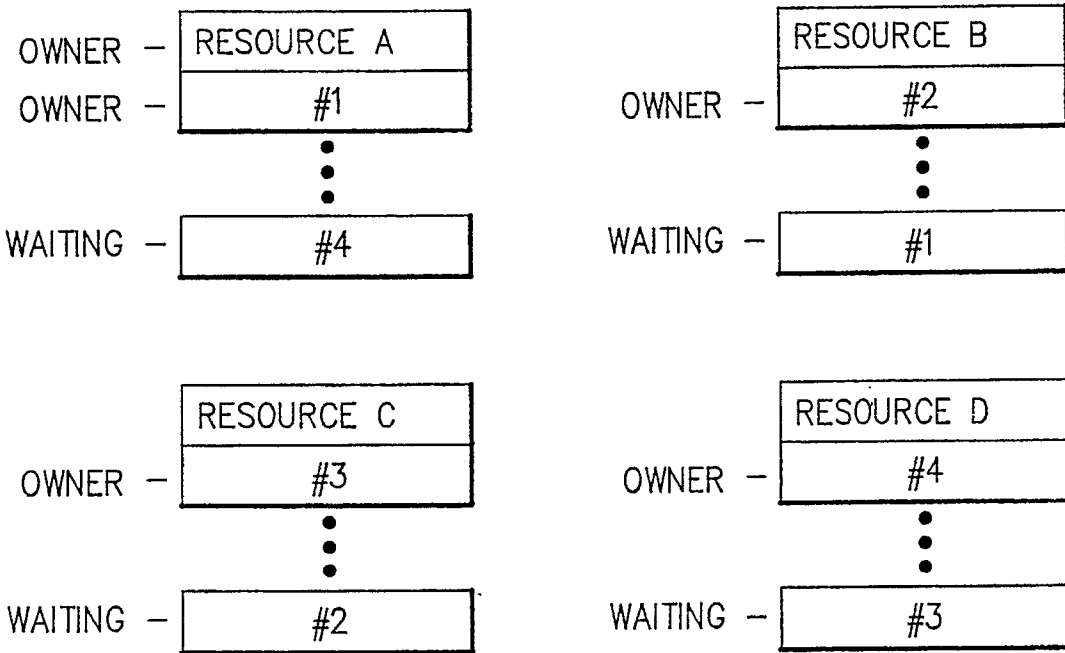 OWNER – RESOURCE A
OWNER – #1
WAITING – #4
RESOURCE B
OWNER – #2
WAITING – #1
RESOURCE C
OWNER – #3
WAITING – #2
RESOURCE D
OWNER – #4
WAITING – #3